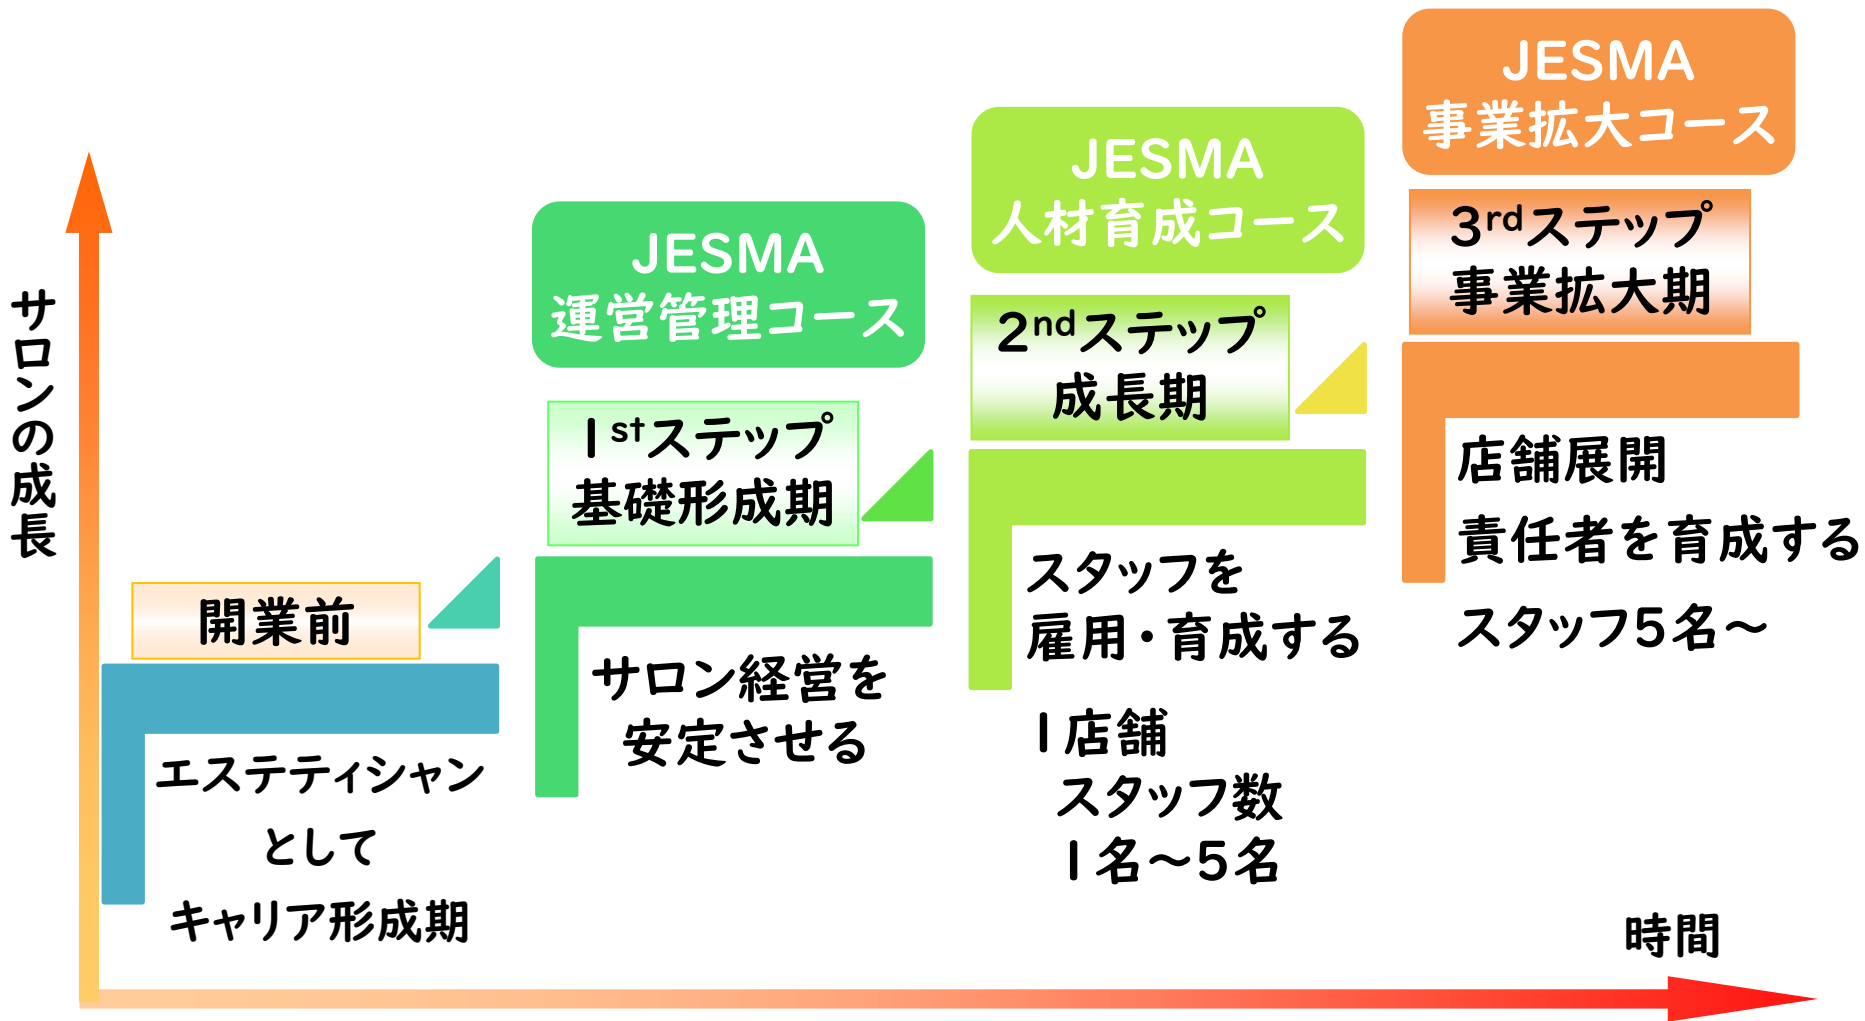 サロンの成長
開業前
エステティシャン
として
キャリア形成期
JESMA
運営管理コース
1stステップ
基礎形成期
サロン経営を
安定させる
JESMA
人材育成コース
2ndステップ
成長期
スタッフを
雇用・育成する
1店舗
スタッフ数
1名～5名
JESMA
事業拡大コース
3rdステップ
事業拡大期
店舗展開
責任者を育成する
スタッフ5名～
時間